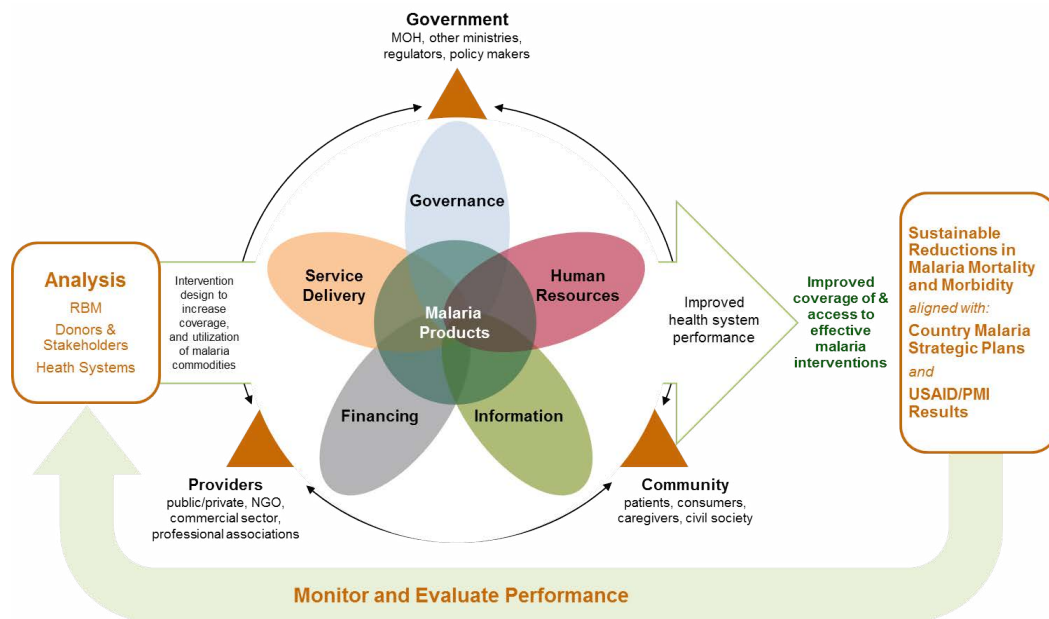 Government
MOH, other ministries,
regulators, policy makers
Governance
Service
Delivery
Human
Resources
Malaria
Products
Financing
Information
Analysis
RBM
Donors &
Stakeholders
Heath Systems
Intervention
design to
increase
coverage,
and utilization
of malaria
commodities
Improved
health system
performance
Improved
coverage of &
access to
effective
malaria
interventions
Sustainable
Reductions in
Malaria Mortality
and Morbidity
aligned with:
Country Malaria
Strategic Plans
and
USAID/PMI
Results
Providers
public/private, NGO,
commercial sector,
professional associations
Community
patients, consumers,
caregivers, civil society
Monitor and Evaluate Performance